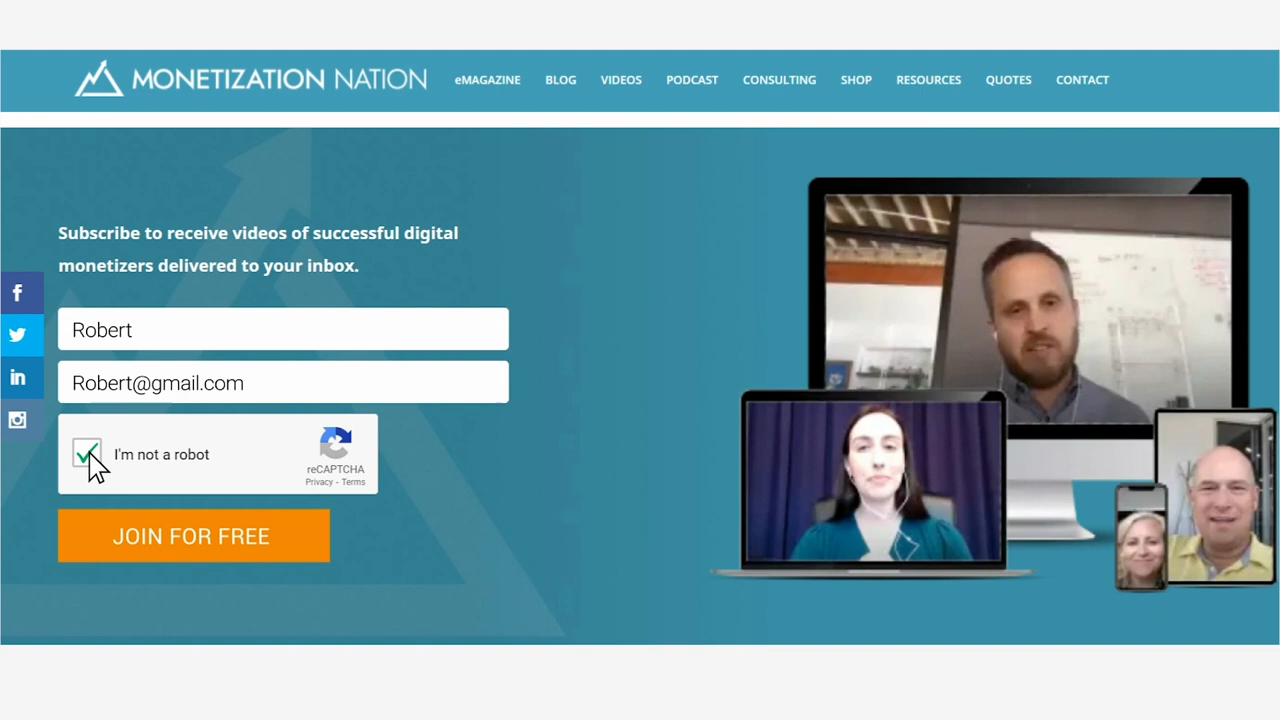 MONETIZATION NATION
eMAGAZINE BLOG VIDEOS PODCAST CONSULTING SHOP RESOURCES QUOTES CONTACT
Subscribe to receive videos of successful digital
monetizers delivered to your inbox.
f
in
Robert
Robert@gmail.com
I'm not a robot
reCAPTCHA
Privacy - Terms
JOIN FOR FREE